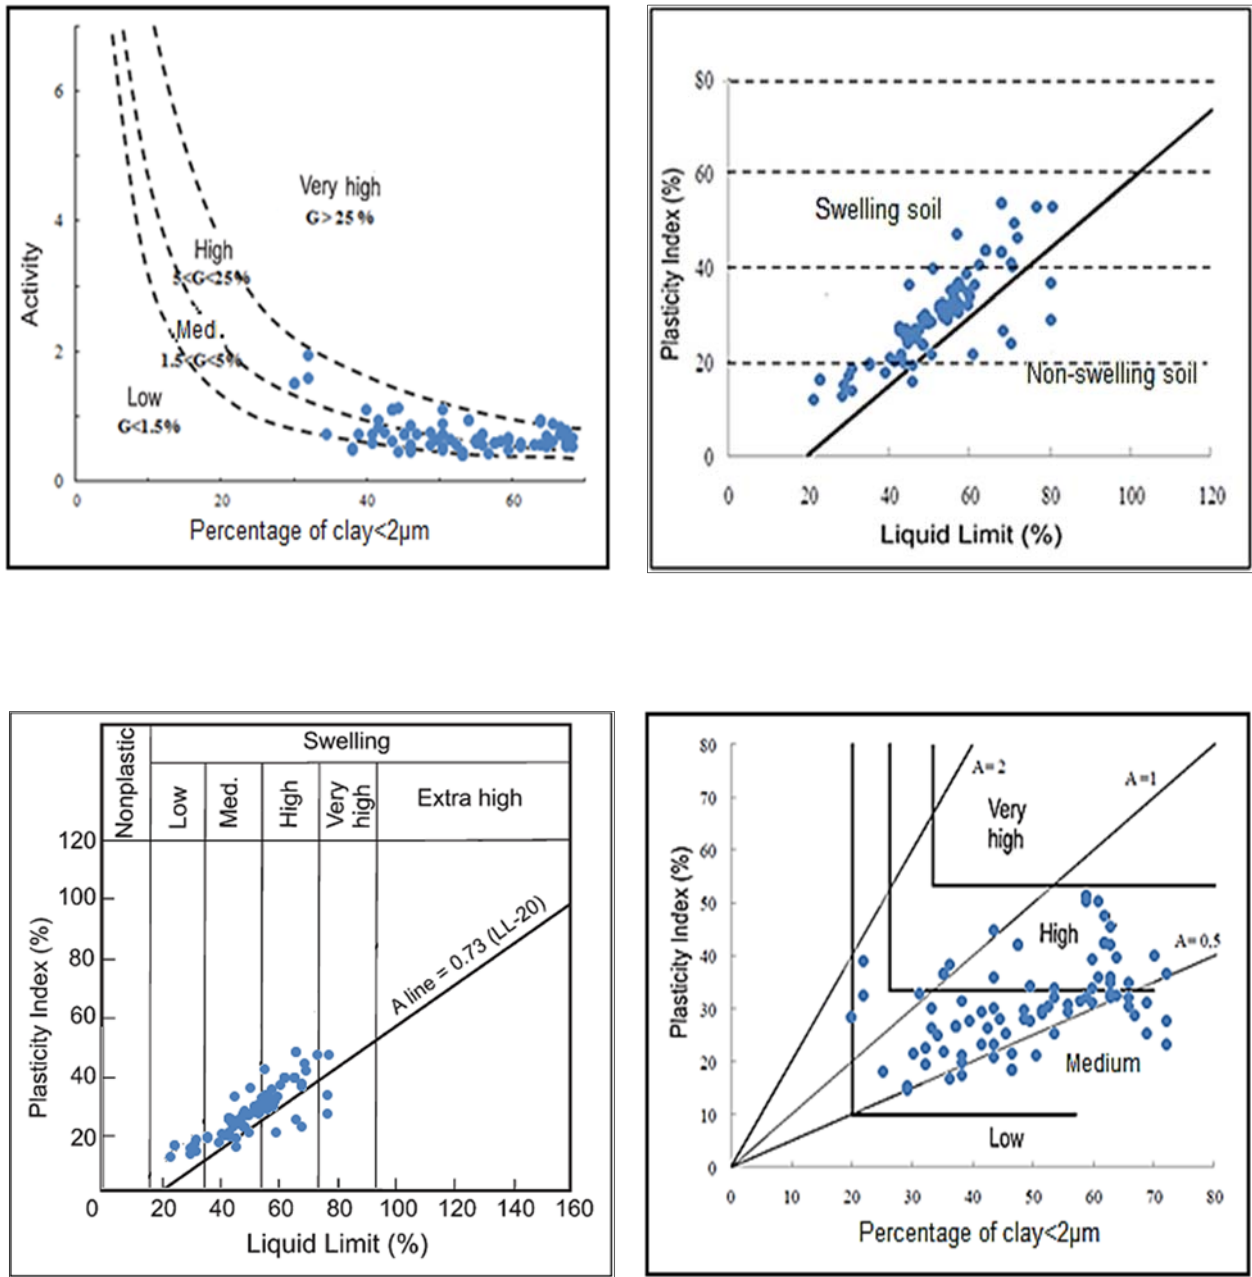 6
4
2
0
0
20
40
60
Activity
Very high
G > 25 %
High
5<G<25%
Med.
1.5<G<5%
Low
G<1.5%
Percentage of clay<2μm
80
60
40
20
0
0
20
40
60
80
100
120
Plasticity Index (%)
Swelling soil
Non-swelling soil
Liquid Limit (%)
Nonplastic
Swelling
Low
Med.
High
Very
high
Extra high
120
100
80
60
40
20
0
20
40
60
80
100
120
140
160
Plasticity Index (%)
A line = 0.73 (LL-20)
Liquid Limit (%)
80
70
60
50
40
30
20
10
0
0
10
20
30
40
50
60
70
80
Plasticity Index (%)
A= 2
A=1
A= 0.5
Very
high
High
Medium
Low
Percentage of clay<2μm